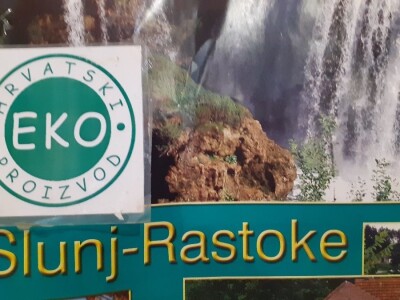 HRVATSKI
EKO
PROIZVOD
Slunj-Rastoke